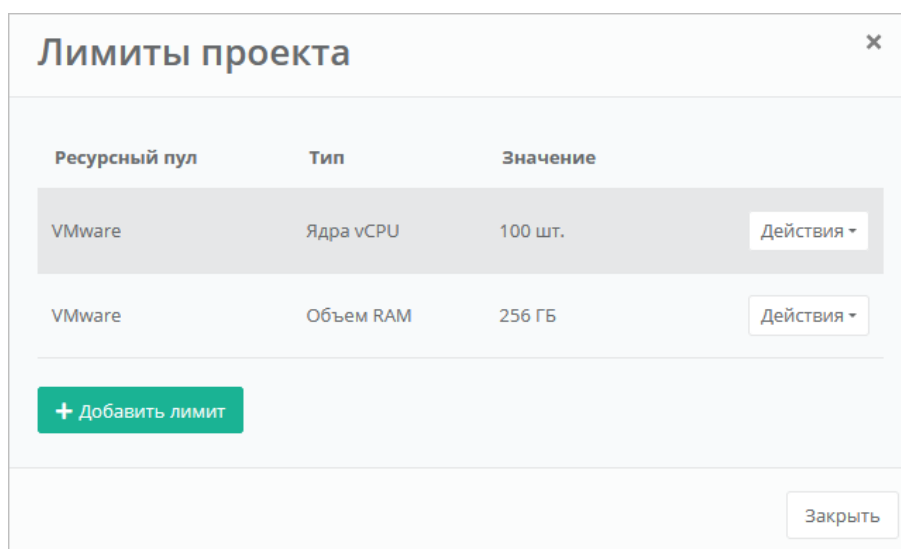 Лимиты проекта ×
Ресурсный пул Тип Значение
VMware Ядра vCPU 100 шт. Действия
VMware Объем RAM 256 ГБ Действия
+ Добавить лимит
Закрыть